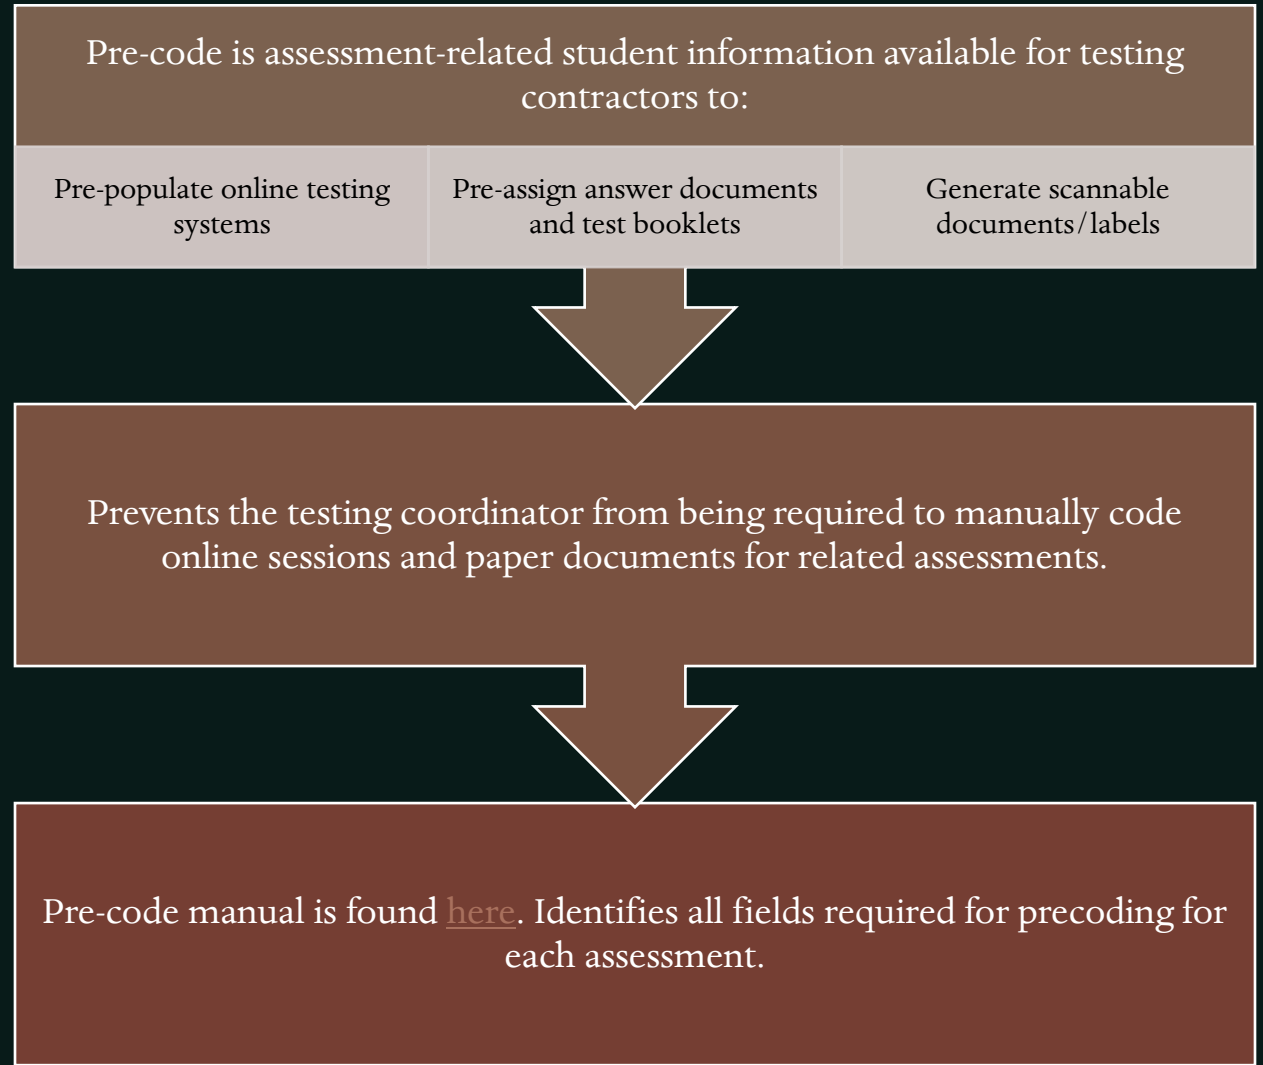 Pre-code is assessment-related student information available for testing
contractors to:
Pre-populate online testing
systems
Pre-assign answer documents
and test booklets
Generate scannable
documents/labels
Prevents the testing coordinator from being required to manually code
online sessions and paper documents for related assessments.
Pre-code manual is found here. Identifies all fields required for precoding for
each assessment.